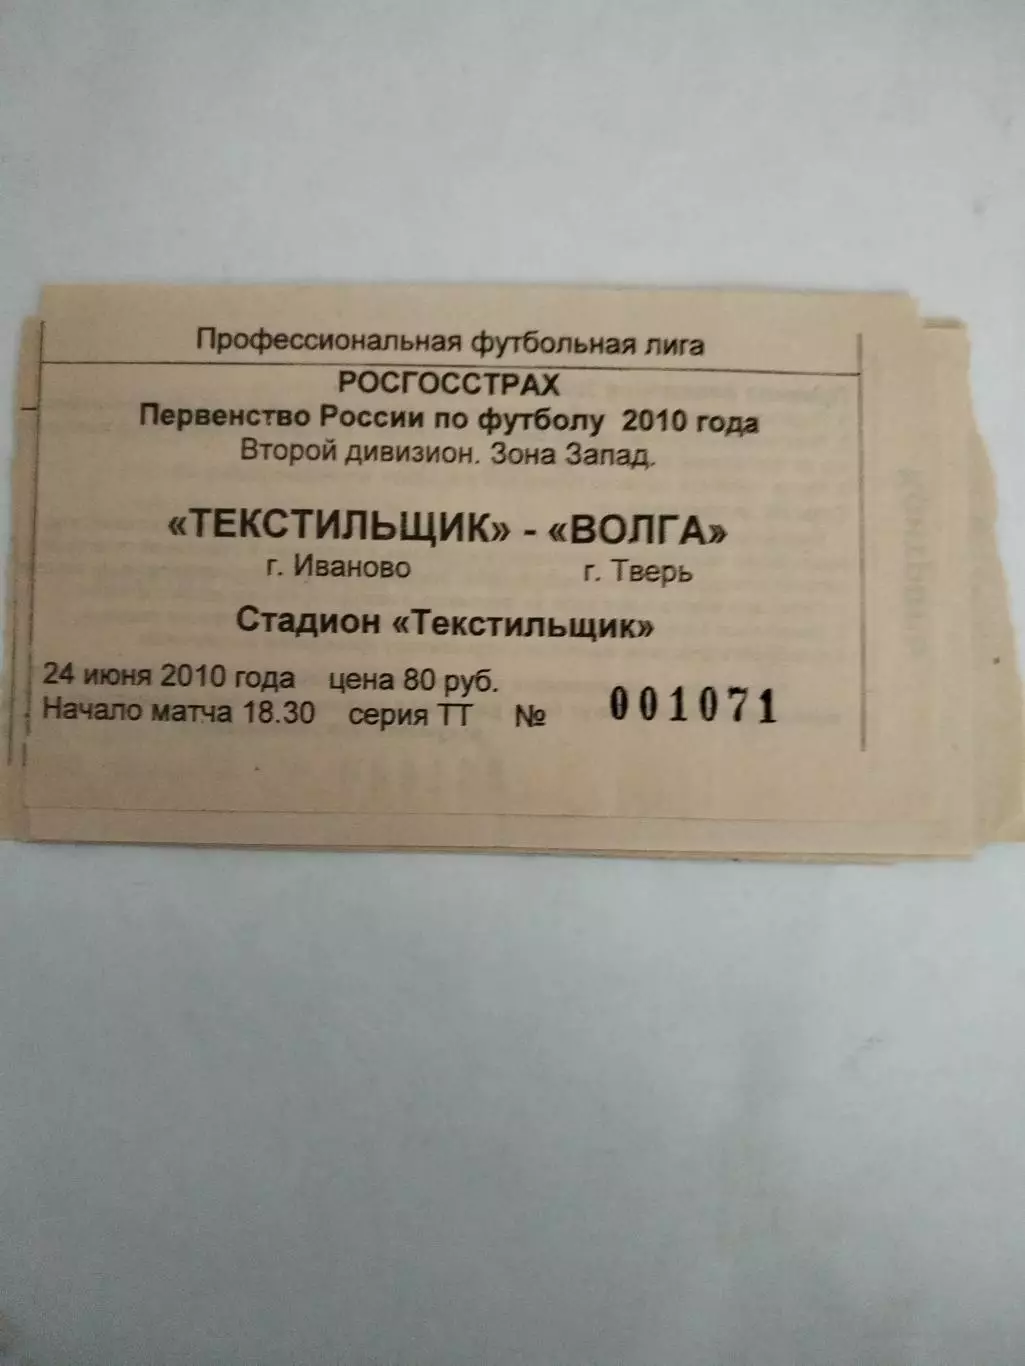 Профессиональная футбольная лига
РОСГОССТРАХ
Первенство России по футболу 2010 года
Второй дивизион. Зона Запад.
«ТЕКСТИЛЬЩИК» - «ВОЛГА»
г. Иваново г. Тверь
Стадион «Текстильщик»
24 июня 2010 года цена 80 руб.
Начало матча 18.30 серия ТТ № 001071